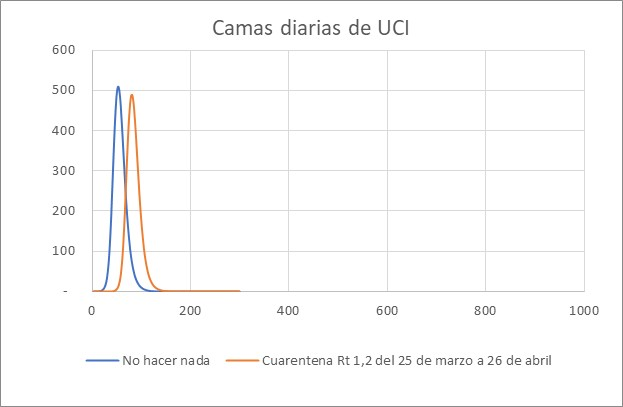 Camas diarias de UCI
600
500
400
300
200
100
-
0 200 400 600 800 1000
No hacer nada Cuarentena Rt 1,2 del 25 de marzo a 26 de abril